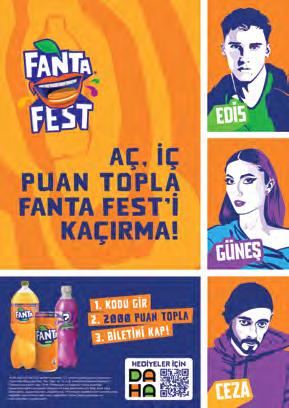 FANTA
FEST
AÇ, İÇ
PUAN TOPLA
FANTA FEST'İ
KAÇIRMA!
EDİS
GÜNEŞ
CEZA
FANTA
FANTA
1. KODU GİR
2. 2000 PUAN TOPLA
3. BİLETİNİ KAP!
HEDİYELER İÇİN
DAHA